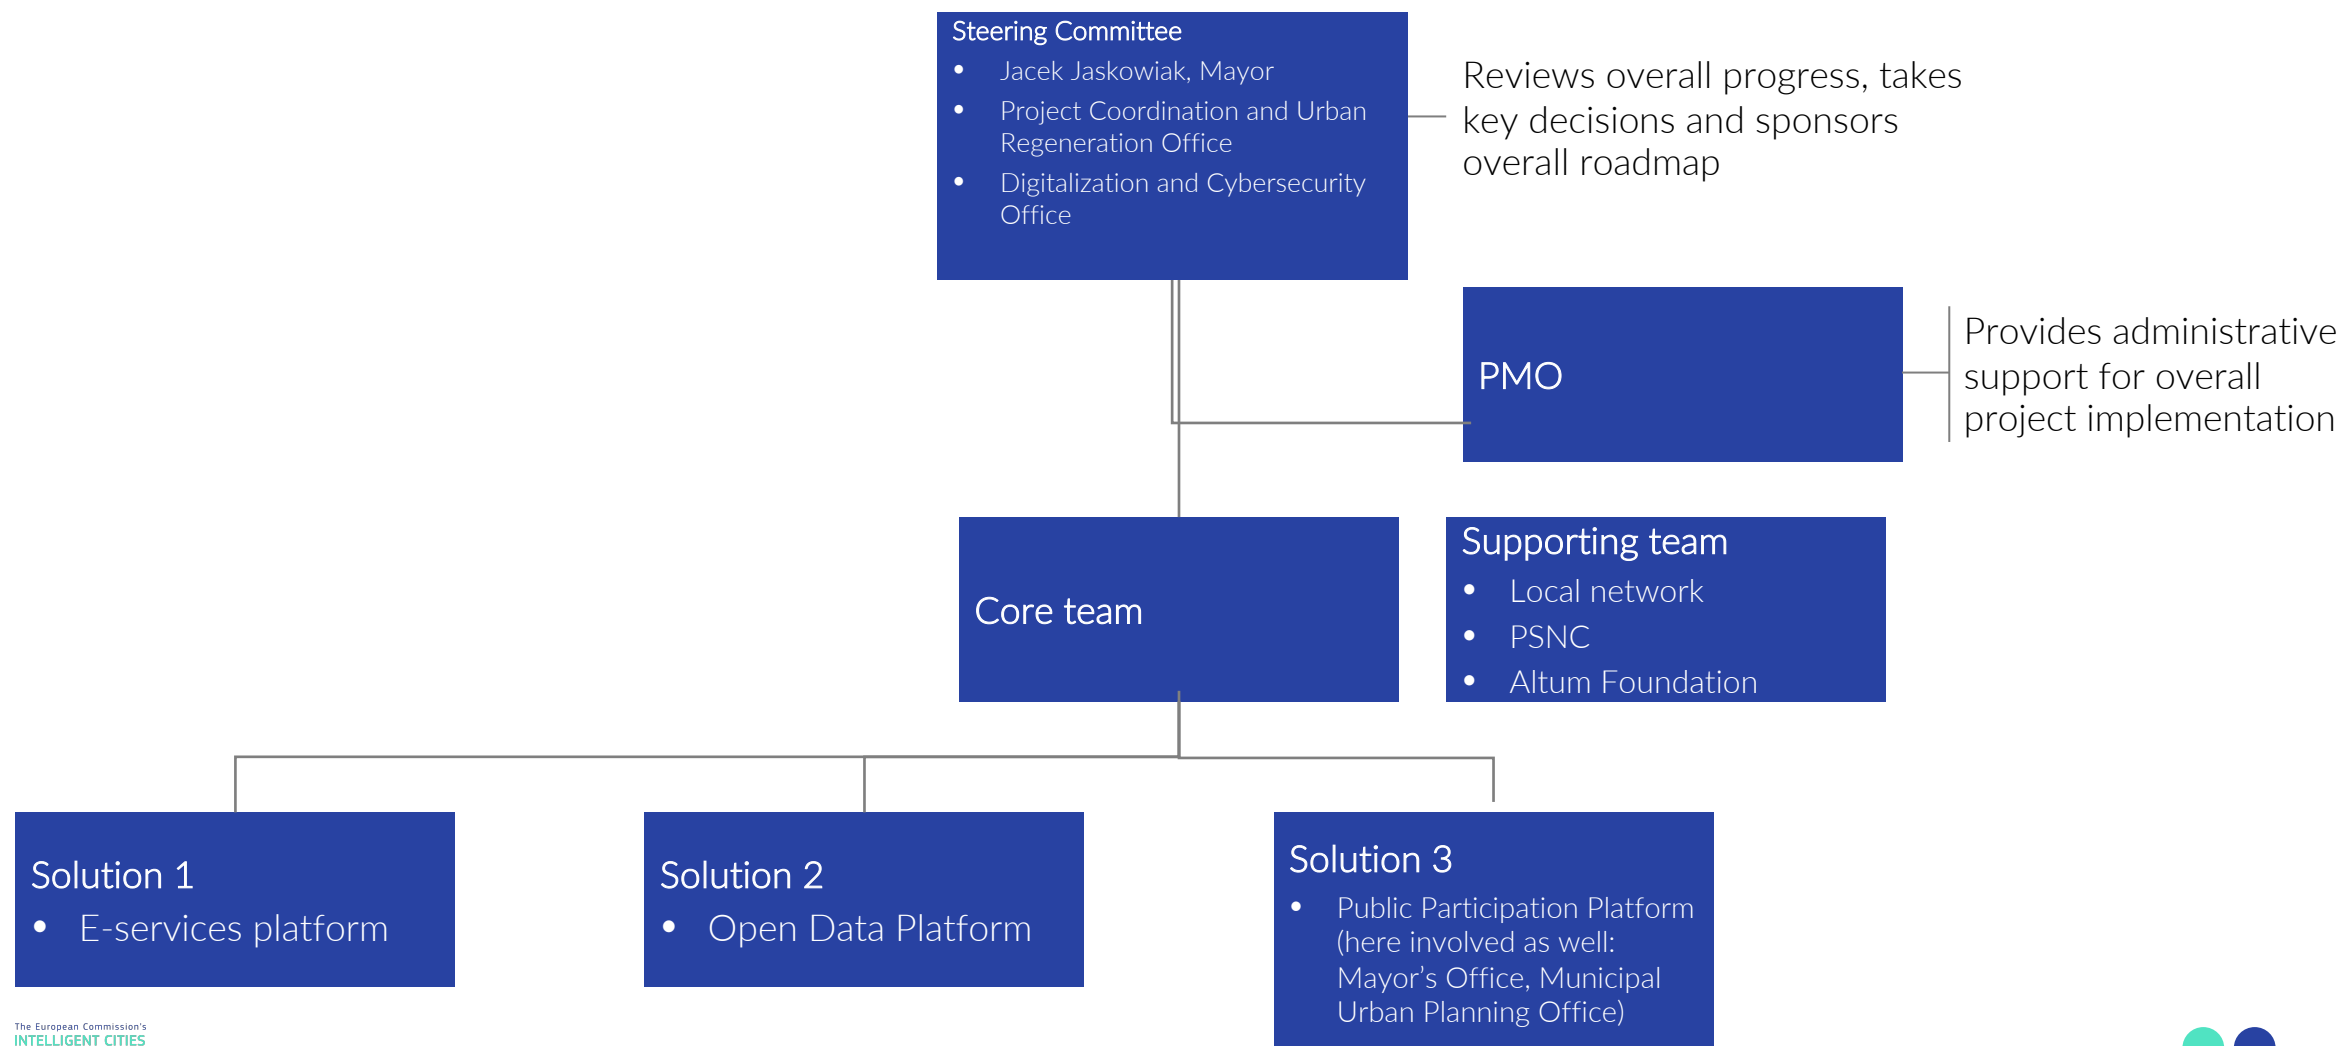 Steering Committee
• Jacek Jaskowiak, Mayor
• Project Coordination and Urban
Regeneration Office
• Digitalization and Cybersecurity
Office
Reviews overall progress, takes
key decisions and sponsors
overall roadmap
PMO
Provides administrative
support for overall
project implementation
Core team
Supporting team
• Local network
• PSNC
• Altum Foundation
Solution 1
• E-services platform
Solution 2
• Open Data Platform
Solution 3
• Public Participation Platform
(here involved as well:
Mayor’s Office, Municipal
Urban Planning Office)
The European Commission's
INTELLIGENT CITIES